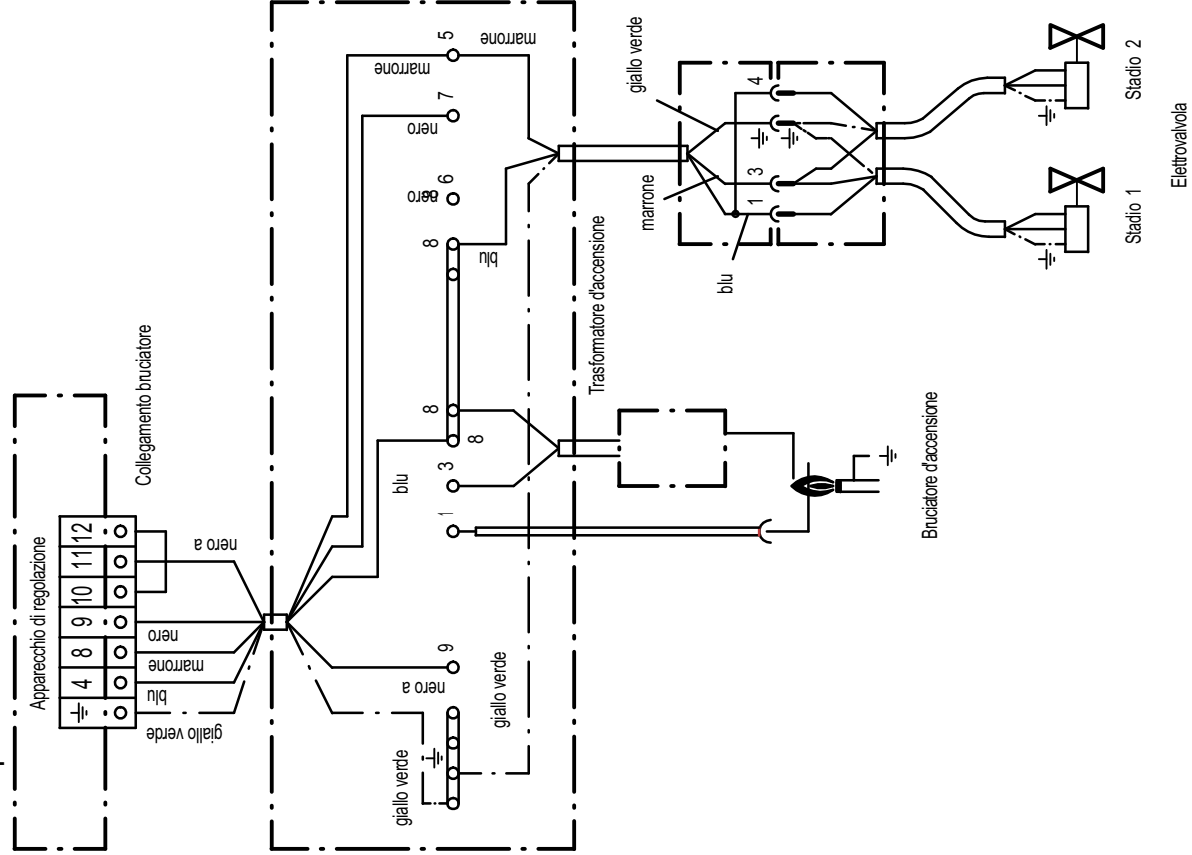 Apparecchio di regolazione
4 8 9 10 11 12
Collegamento bruciatore
giallo verde
blu
marrone
nero
nero a
marrone
5
marrone
7
nero
6
nero
8
blu
8
8
blu
3
1
9
nero a
giallo verde
giallo verde
Trasformatore d'accensione
Bruciatore d'accensione
giallo verde
marrone
blu
1
3
4
Stadio 1
Stadio 2
Elettrovalvola